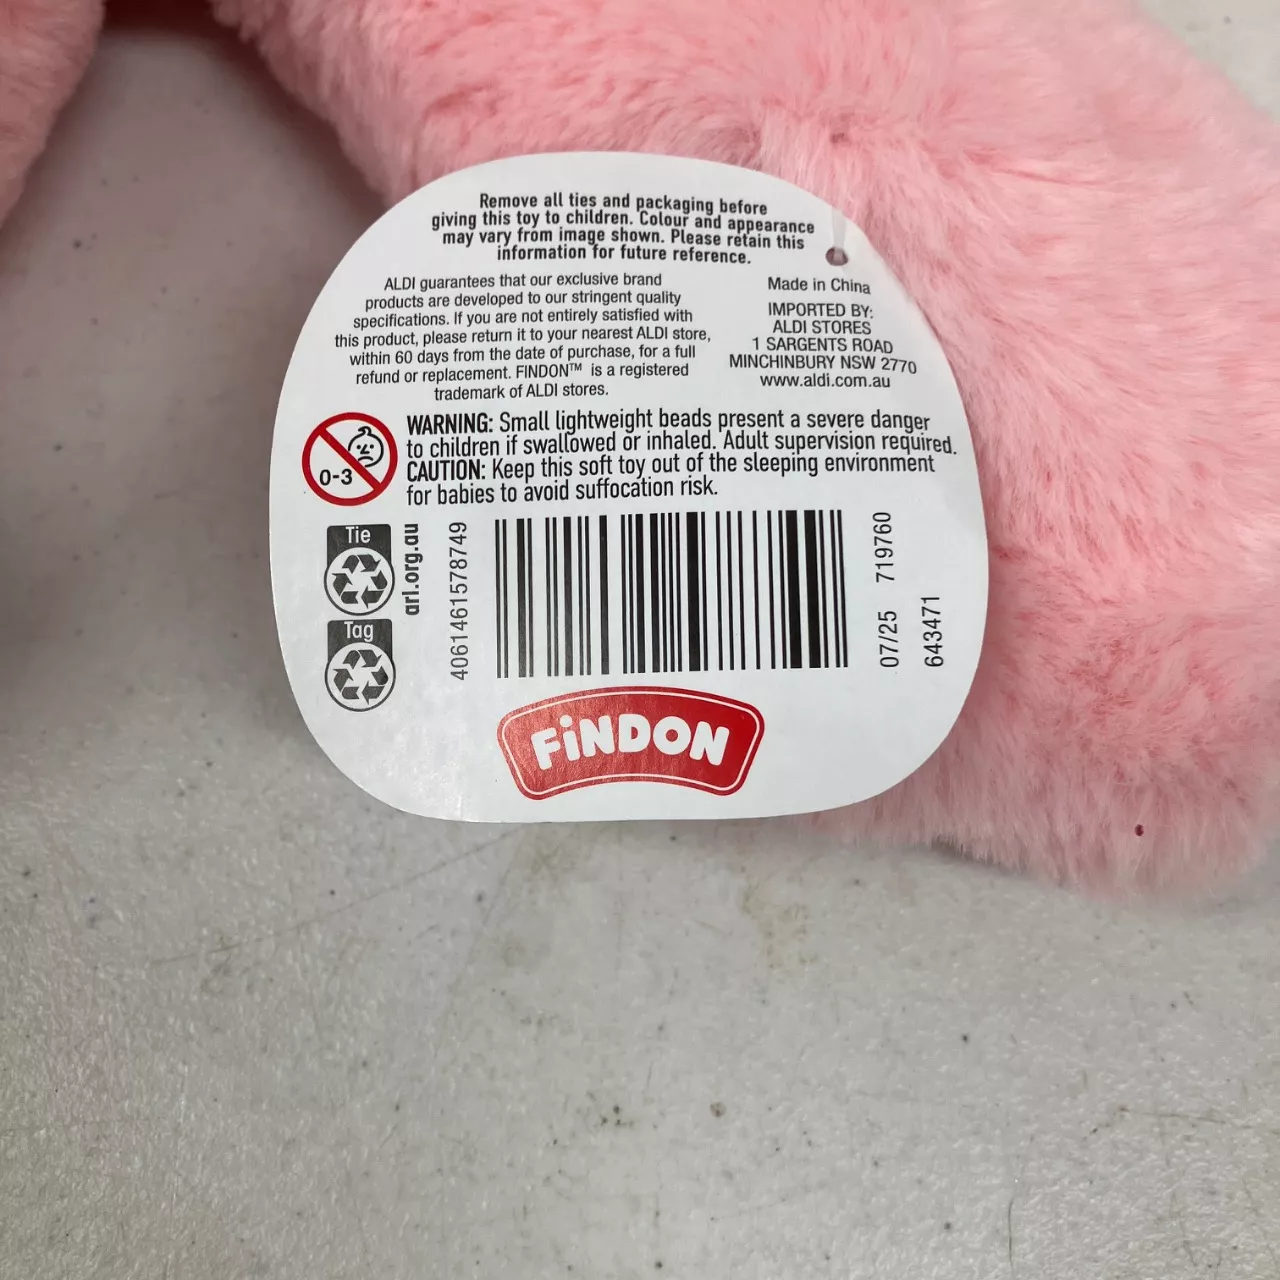 Remove all ties and packaging before
giving this toy to children. Colour and appearance
may vary from image shown. Please retain this
information for future reference.
ALDI guarantees that our exclusive brand
products are developed to our stringent quality
specifications. If you are not entirely satisfied with
this product, please return it to your nearest ALDI store,
within 60 days from the date of purchase, for a full
refund or replacement. FINDON™ is a registered
trademark of ALDI stores.
Made in China
IMPORTED BY:
ALDI STORES
1 SARGENTS ROAD
MINCHINBURY NSW 2770
www.aldi.com.au
0-3
WARNING: Small lightweight beads present a severe danger
to children if swallowed or inhaled. Adult supervision required.
CAUTION: Keep this soft toy out of the sleeping environment
for babies to avoid suffocation risk.
Tie
Tag
arl.org.au
4061461578749
07/25 719760
643471
FiNDON